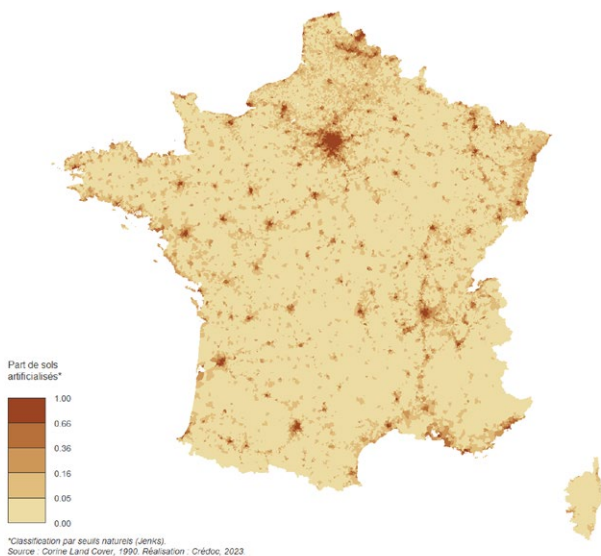 Part de sols
artificialisés*
1.00
0.66
0.36
0.16
0.05
0.00
*Classification par seuils naturels (Jenks).
Source : Corine Land Cover, 1990. Réalisation : Crédoc, 2023.